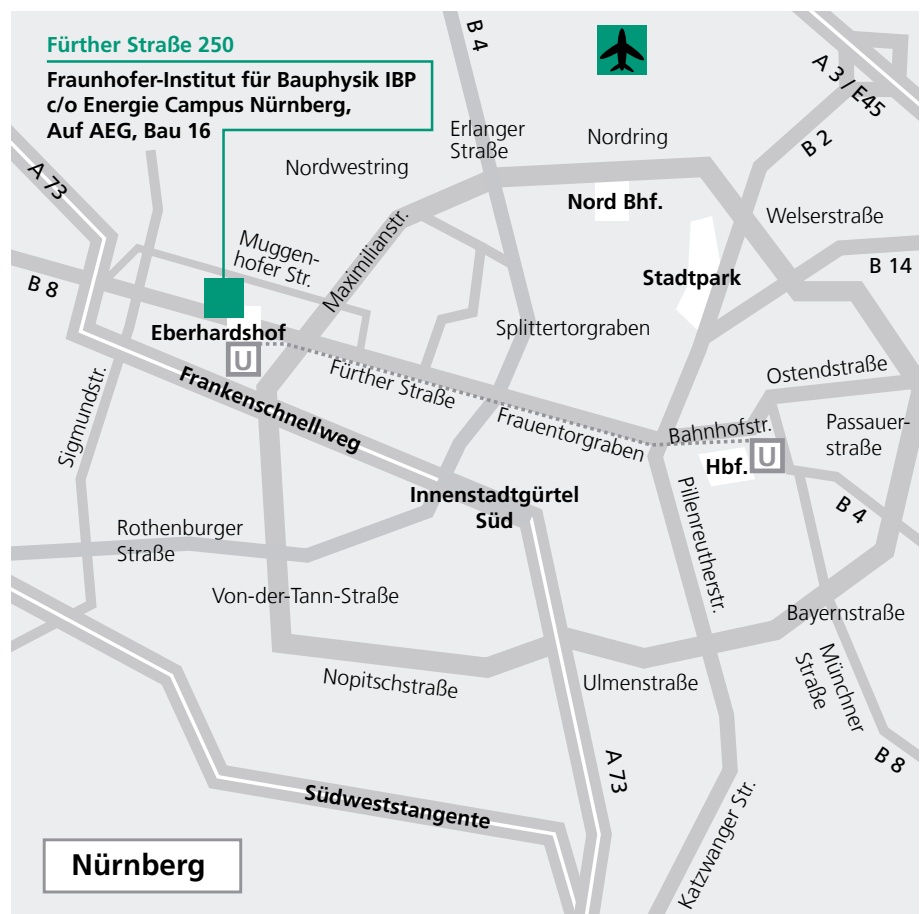 Fürther Straße 250
Fraunhofer-Institut für Bauphysik IBP
c/o Energie Campus Nürnberg,
Auf AEG, Bau 16
B 4
A 3 / E45
Erlanger
Straße
Nordring
B 2
Nordwestring
A 73
Nord Bhf.
Welserstraße
Maximilianstr.
Muggen-
hofer Str.
B 14
Stadtpark
B 8
Eberhardshof
U
Splittertorgraben
Ostendstraße
Fürther Straße
Frankenschnellweg
Sigmundstr.
Frauentorgraben
Bahnhofstr.
Passauer-
straße
Hbf.
U
Innenstadtgürtel
Süd
B 4
Pillenreutherstr.
Rothenburger
Straße
Von-der-Tann-Straße
Bayernstraße
Nopitschstraße
Ulmenstraße
Münchner
Straße
B 8
A 73
Südweststangente
Katzwanger Str.
Nürnberg